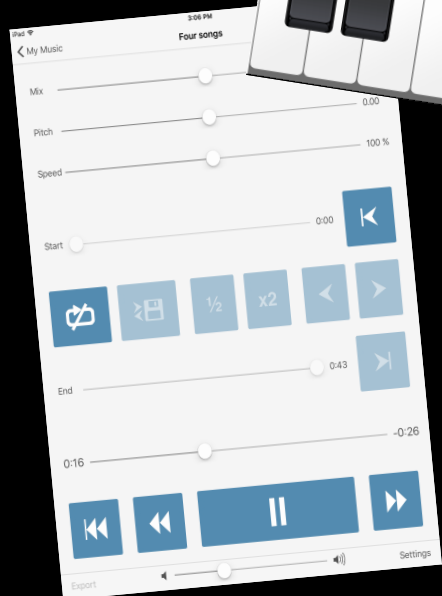 iPad 3:06 PM
My Music Four songs
Mix
Pitch 0.00
Speed 100 %
Start 0:00
½ x2
End 0:43
0:16 -0:26
Export Settings